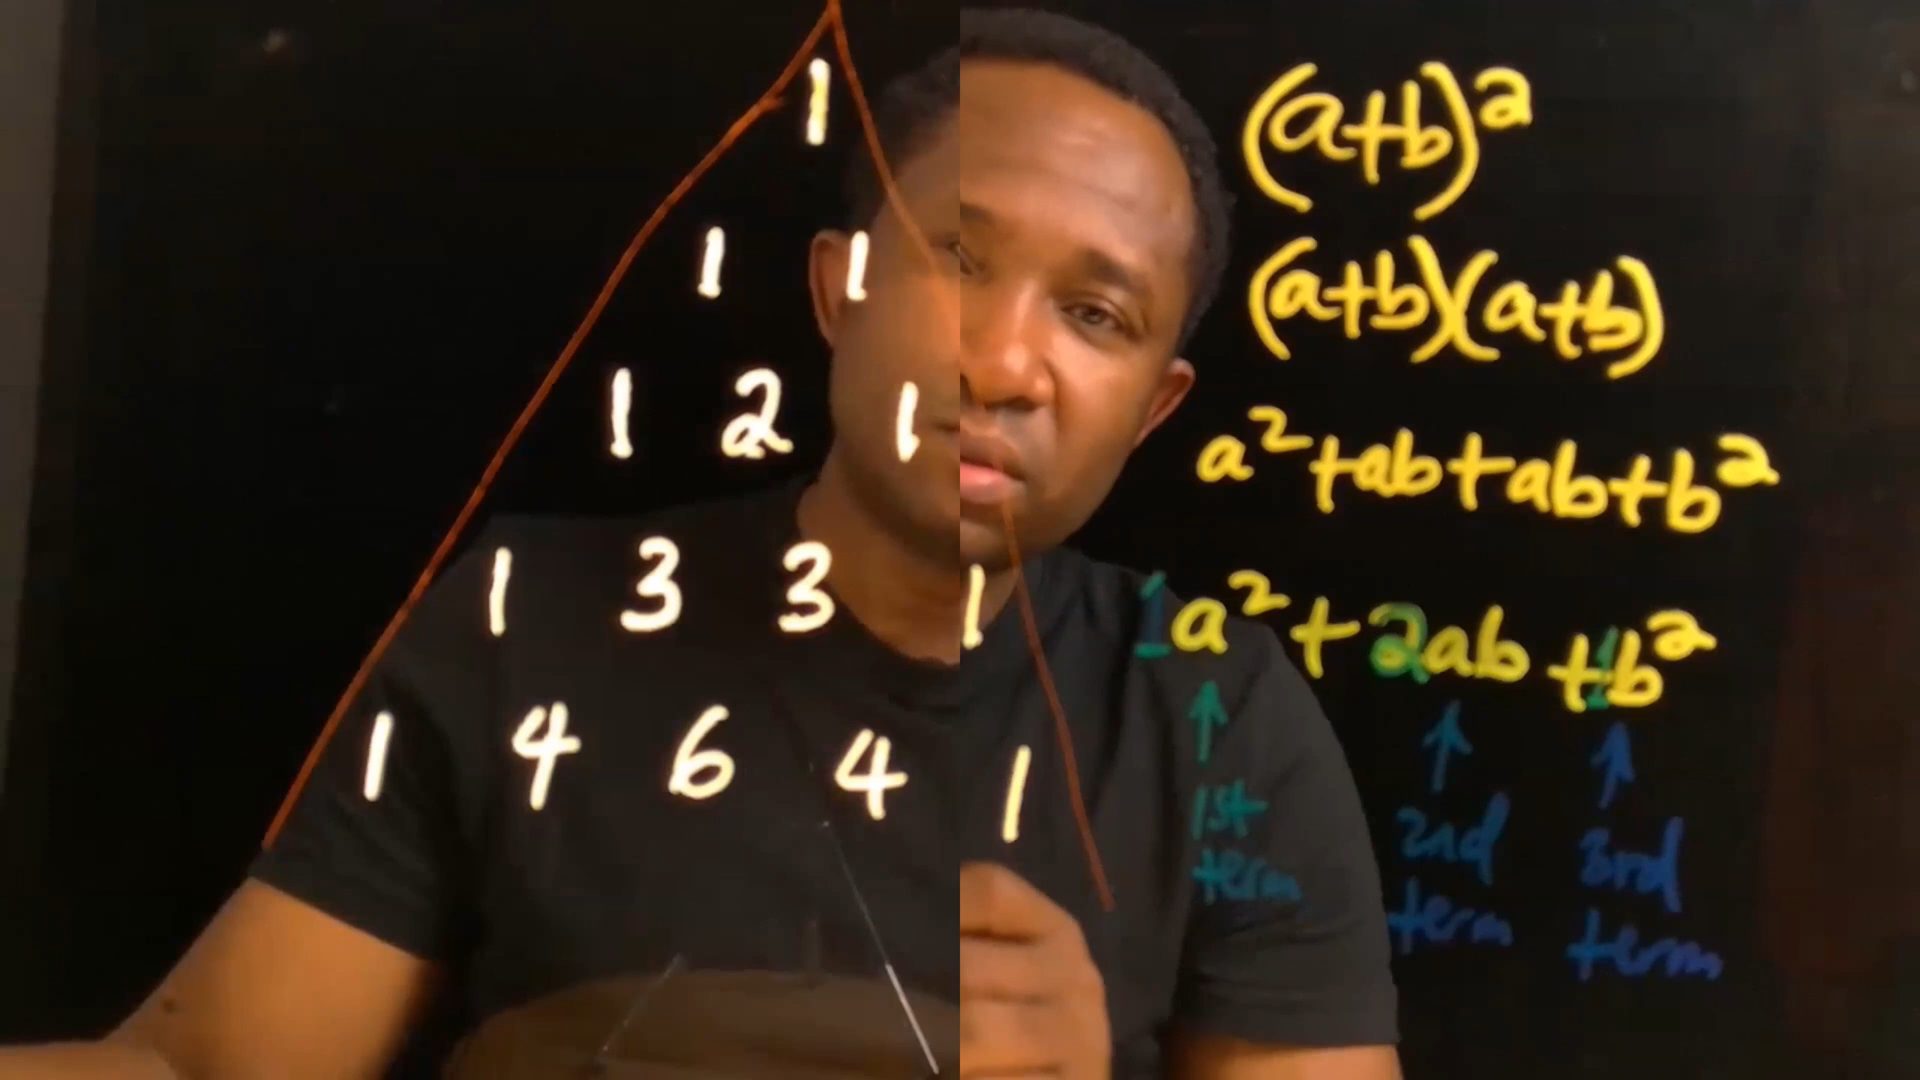 1
1 1
1 2 1
1 3 3 1
1 4 6 4 1
(a+b)²
(a+b)(a+b)
a²+ab+ab+b²
1a²+2ab+1b²
1st term
2nd term
3rd term